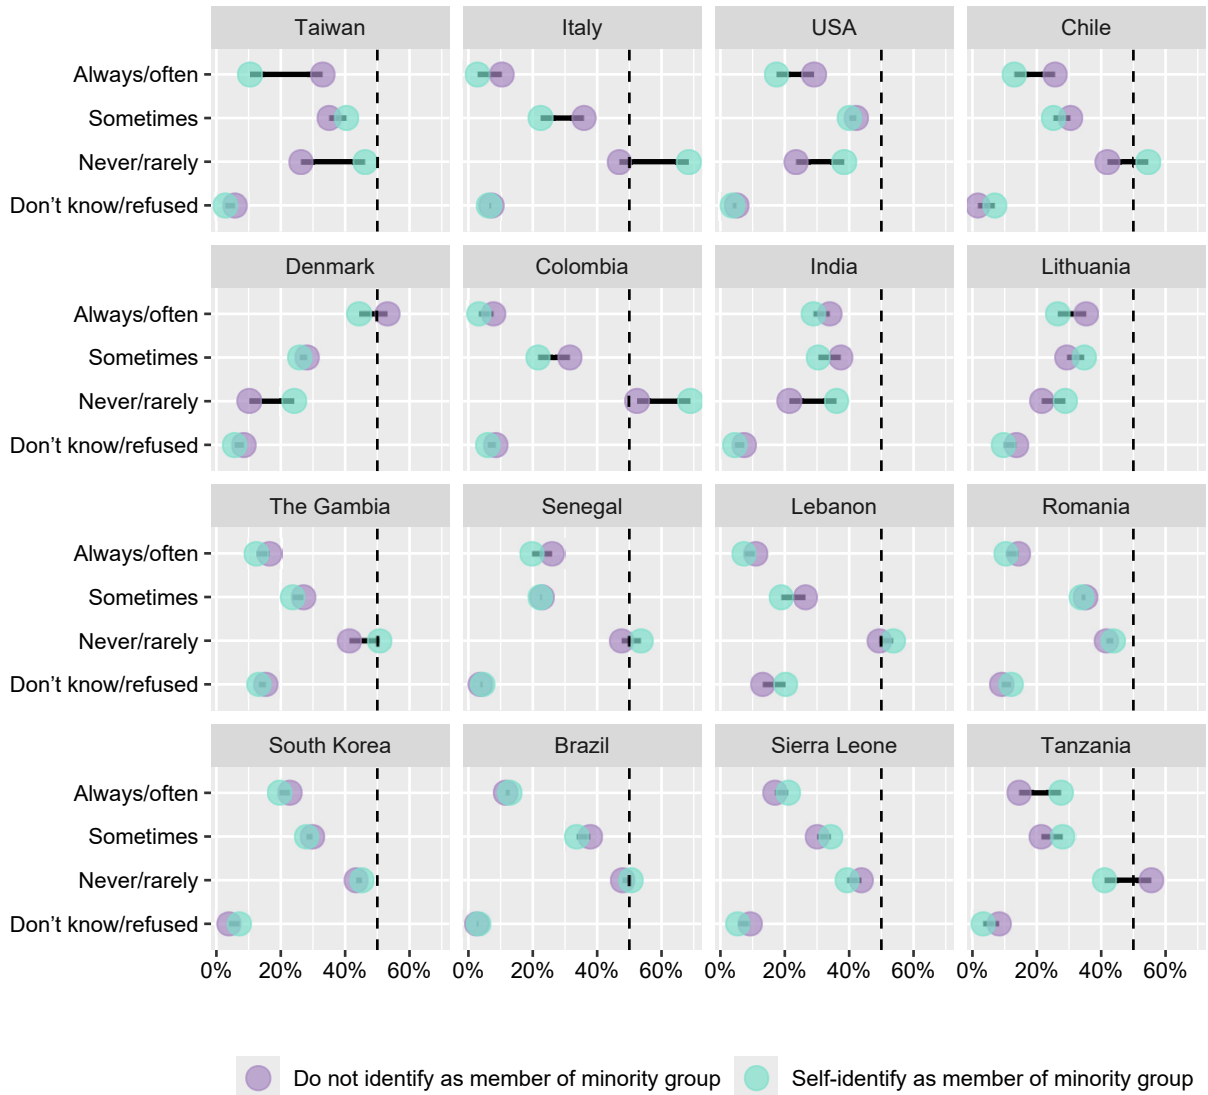 Taiwan Italy USA Chile
Always/often
Sometimes
Never/rarely
Don’t know/refused
Denmark Colombia India Lithuania
Always/often
Sometimes
Never/rarely
Don’t know/refused
The Gambia Senegal Lebanon Romania
Always/often
Sometimes
Never/rarely
Don’t know/refused
South Korea Brazil Sierra Leone Tanzania
Always/often
Sometimes
Never/rarely
Don’t know/refused
0% 20% 40% 60% 0% 20% 40% 60% 0% 20% 40% 60% 0% 20% 40% 60%
Do not identify as member of minority group Self-identify as member of minority group